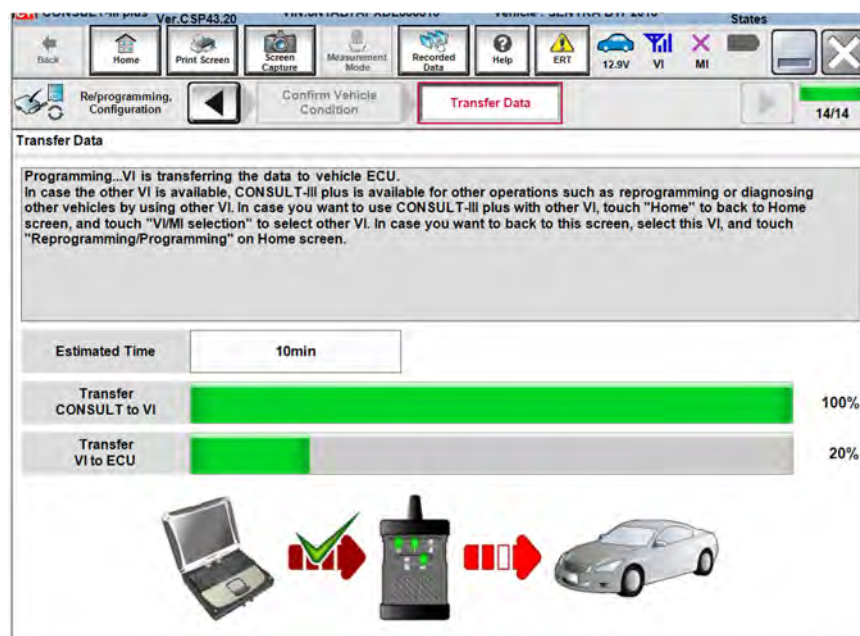 Ver.CSP43.20
States
Back
Home
Print Screen
Screen
Capture
Measurement
Mode
Recorded
Data
Help
ERT
12.9V
VI
MI
Re/programming,
Configuration
Confirm Vehicle
Condition
Transfer Data
14/14
Transfer Data
Programming...VI is transferring the data to vehicle ECU.
In case the other VI is available, CONSULT-III plus is available for other operations such as reprogramming or diagnosing
other vehicles by using other VI. In case you want to use CONSULT-III plus with other VI, touch "Home" to back to Home
screen, and touch "VI/MI selection" to select other VI. In case you want to back to this screen, select this VI, and touch
"Reprogramming/Programming" on Home screen.
Estimated Time
10min
Transfer
CONSULT to VI
100%
Transfer
VI to ECU
20%